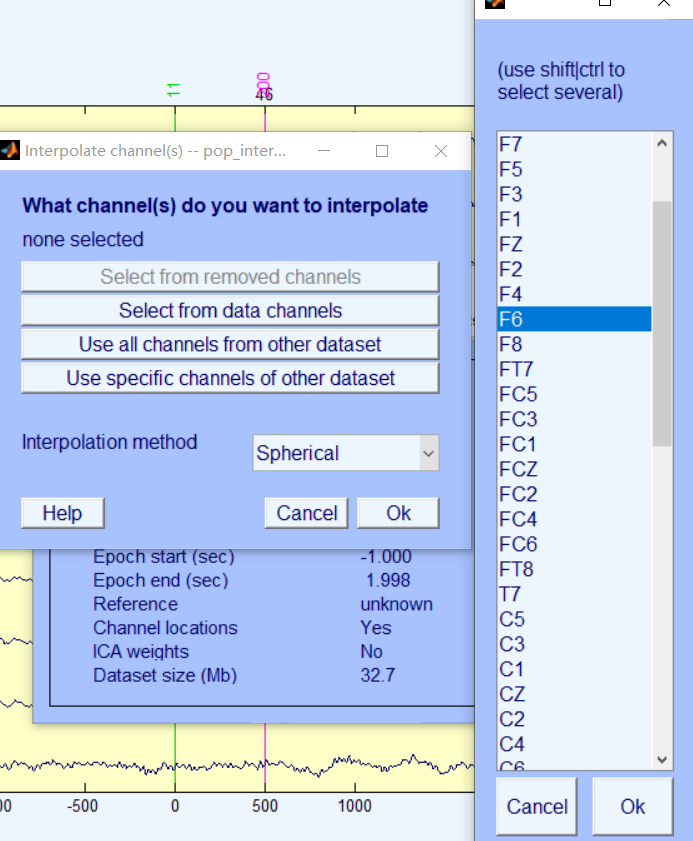 11
46
Interpolate channel(s) -- pop_inter...
What channel(s) do you want to interpolate
none selected
Select from removed channels
Select from data channels
Use all channels from other dataset
Use specific channels of other dataset
Interpolation method
Spherical
Help
Cancel
Ok
Epoch start (sec) -1.000
Epoch end (sec) 1.998
Reference unknown
Channel locations Yes
ICA weights No
Dataset size (Mb) 32.7
-500 0 500 1000
(use shift|ctrl to
select several)
F7
F5
F3
F1
FZ
F2
F4
F6
F8
FT7
FC5
FC3
FC1
FCZ
FC2
FC4
FC6
FT8
T7
C5
C3
C1
CZ
C2
C4
C6
Cancel
Ok